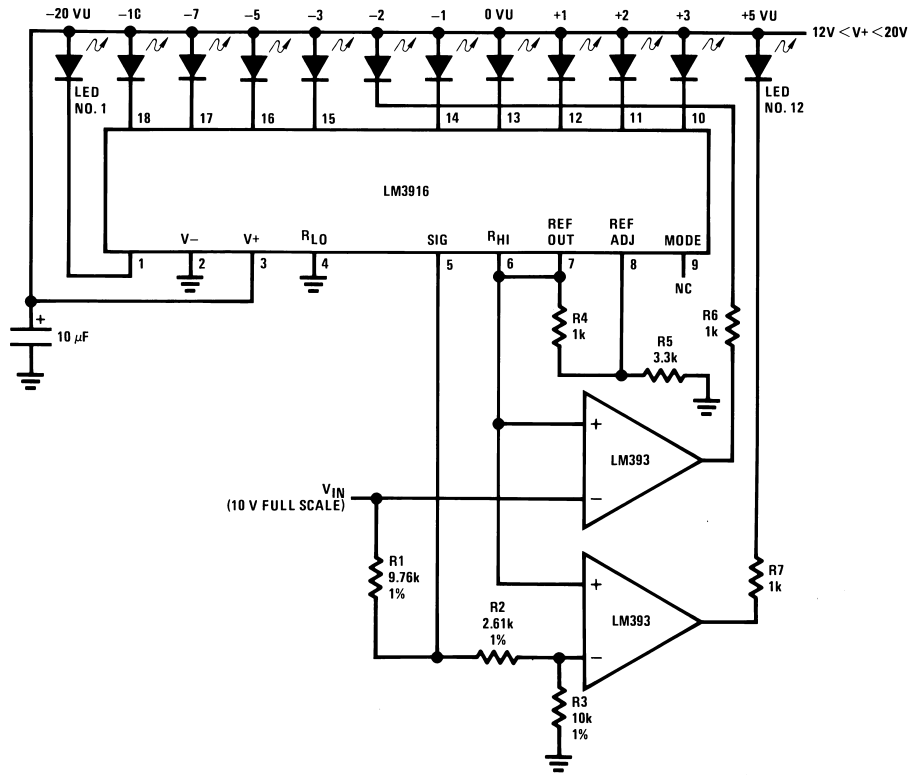 −20 VU −1C −7 −5 −3 −2 −1 0 VU +1 +2 +3 +5 VU
12V < V+ < 20V
LED
NO. 1
LED
NO. 12
18 17 16 15 14 13 12 11 10
LM3916
V− V+ RLO SIG RHI REF OUT REF ADJ MODE
1 2 3 4 5 6 7 8 9
NC
+
10 μF
R4
1k
R5
3.3k
R6
1k
+
LM393
−
VIN
(10 V FULL SCALE)
R1
9.76k
1%
R2
2.61k
1%
+
LM393
−
R7
1k
R3
10k
1%